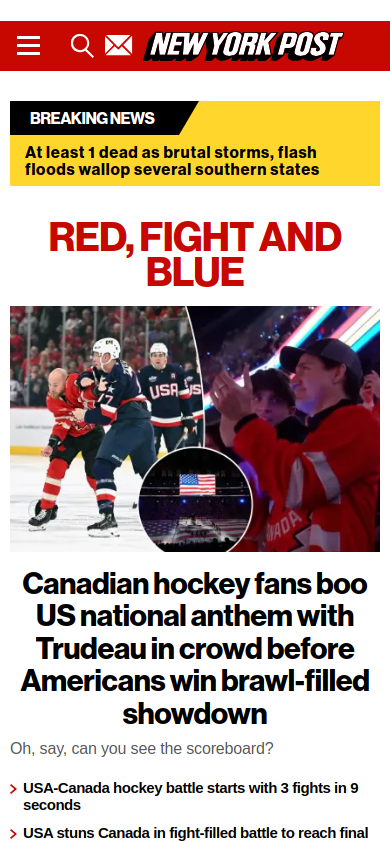 NEW YORK POST
BREAKING NEWS
At least 1 dead as brutal storms, flash
floods wallop several southern states
RED, FIGHT AND
BLUE
USA
US
7
CANADA
Canadian hockey fans boo
US national anthem with
Trudeau in crowd before
Americans win brawl-filled
showdown
Oh, say, can you see the scoreboard?
USA-Canada hockey battle starts with 3 fights in 9
seconds
USA stuns Canada in fight-filled battle to reach final